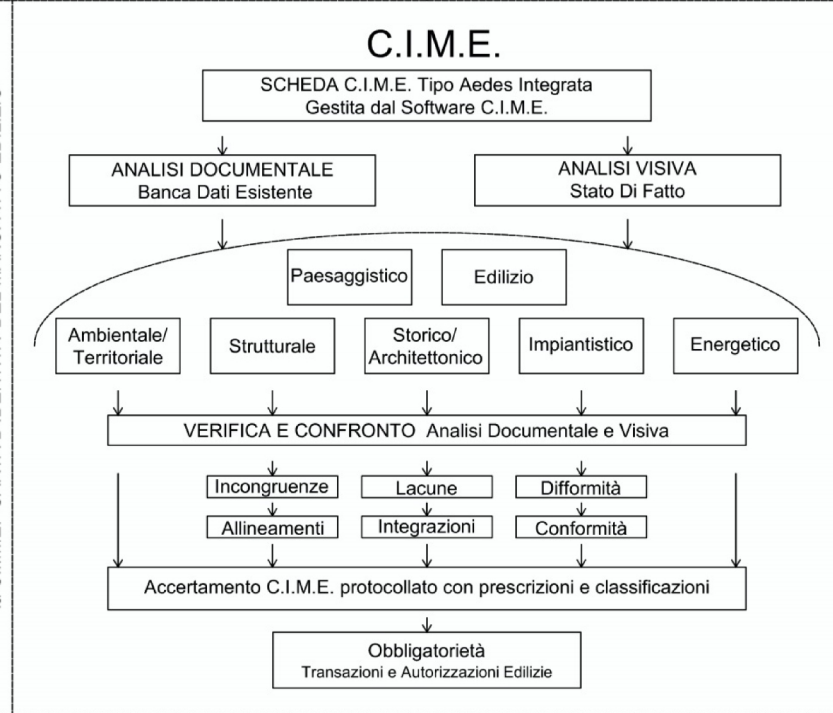 C.I.M.E.
SCHEDA C.I.M.E. Tipo Aedes Integrata
Gestita dal Software C.I.M.E.
ANALISI DOCUMENTALE
Banca Dati Esistente
ANALISI VISIVA
Stato Di Fatto
Paesaggistico
Edilizio
Ambientale/
Territoriale
Strutturale
Storico/
Architettonico
Impiantistico
Energetico
VERIFICA E CONFRONTO Analisi Documentale e Visiva
Incongruenze
Lacune
Difformità
Allineamenti
Integrazioni
Conformità
Accertamento C.I.M.E. protocollato con prescrizioni e classificazioni
Obbligatorietà
Transazioni e Autorizzazioni Edilizie